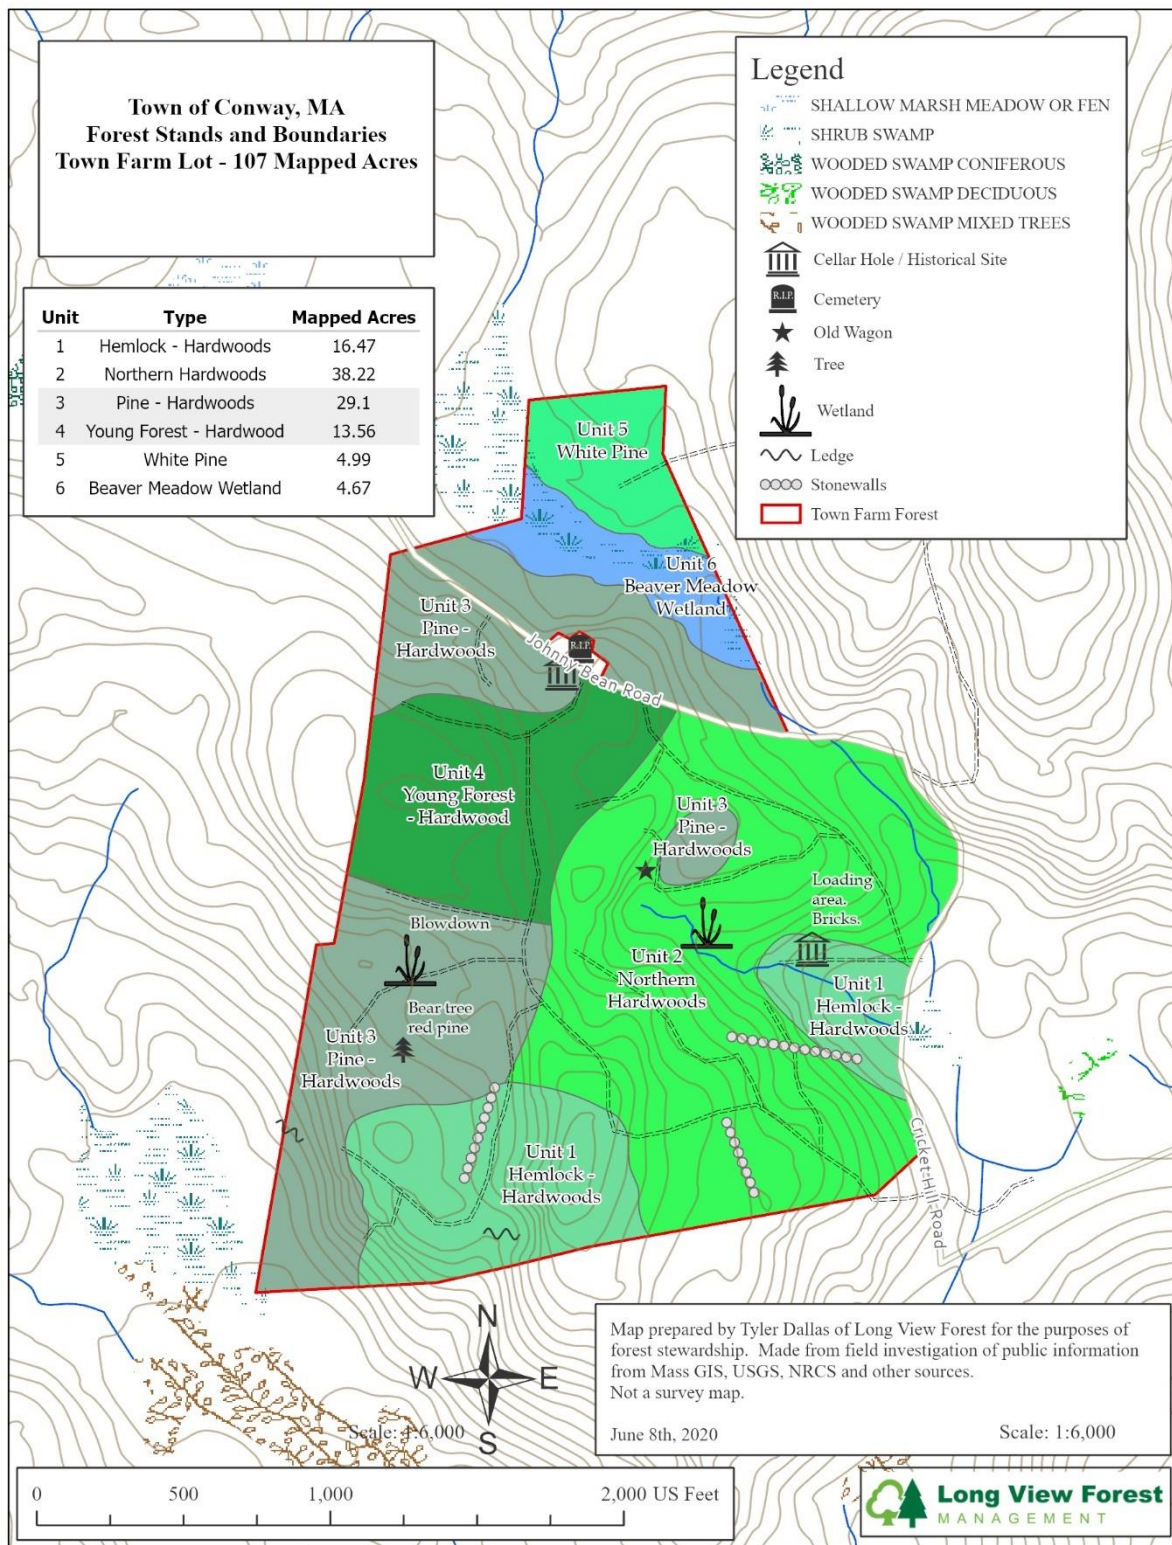 Town of Conway, MA
Forest Stands and Boundaries
Town Farm Lot - 107 Mapped Acres
Legend
SHALLOW MARSH MEADOW OR FEN
SHRUB SWAMP
WOODED SWAMP CONIFEROUS
WOODED SWAMP DECIDUOUS
WOODED SWAMP MIXED TREES
Cellar Hole / Historical Site
R.I.P.
Cemetery
Old Wagon
Tree
Wetland
Ledge
Stonewalls
Town Farm Forest
Unit Type Mapped Acres
1 Hemlock - Hardwoods 16.47
2 Northern Hardwoods 38.22
3 Pine - Hardwoods 29.1
4 Young Forest - Hardwood 13.56
5 White Pine 4.99
6 Beaver Meadow Wetland 4.67
Unit 5
White Pine
Unit 6
Beaver Meadow
Wetland
Unit 3
Pine -
Hardwoods
R.I.P.
Johnny Bean Road
Unit 4
Young Forest
- Hardwood
Unit 3
Pine -
Hardwoods
Loading
area.
Bricks.
Blowdown
Unit 2
Northern
Hardwoods
Unit 1
Hemlock -
Hardwoods
Bear tree
red pine
Unit 3
Pine -
Hardwoods
Unit 1
Hemlock -
Hardwoods
Cricket Hill Road
N
W E
S
Scale: 1:6,000
Map prepared by Tyler Dallas of Long View Forest for the purposes of
forest stewardship. Made from field investigation of public information
from Mass GIS, USGS, NRCS and other sources.
Not a survey map.
June 8th, 2020 Scale: 1:6,000
0 500 1,000 2,000 US Feet
Long View Forest
MANAGEMENT